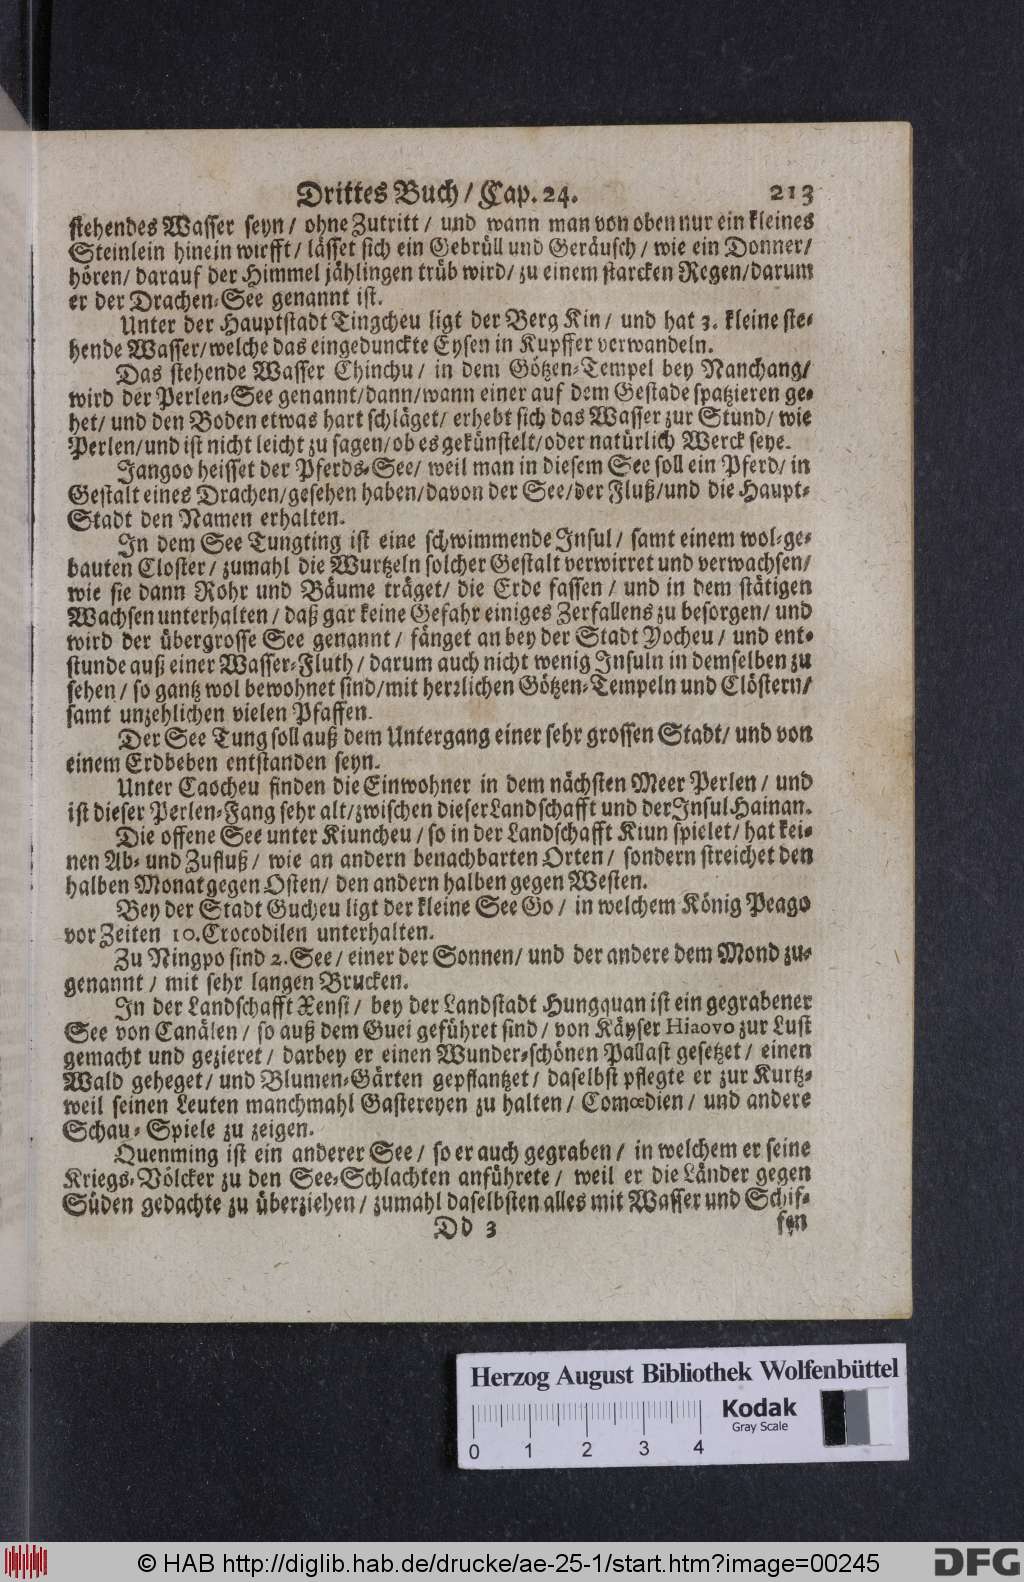 Drittes Buch / Cap. 24. 213
stehendes Wasser seyn / ohne Zutritt / und wann man von oben nur ein kleines
Steinlein hinein wirfft / lässet sich ein Gebrüll und Geräusch / wie ein Donner /
hören / darauf der Himmel jählingen trüb wird / zu einem starcken Regen / darum
er der Drachen-See genannt ist.
Unter der Hauptstadt Tingcheu ligt der Berg Kin / und hat 3. kleine ste-
hende Wasser / welche das eingedunckte Eysen in Kupffer verwandeln.
Das stehende Wasser Chinchu / in dem Götzen-Tempel bey Nanchang /
wird der Perlen-See genannt / dann / wann einer auf dem Gestade spatzieren ge-
het / und den Boden etwas hart schläget / erhebt sich das Wasser zur Stund / wie
Perlen / und ist nicht leicht zu sagen / ob es gekünstelt / oder natürlich Werck seye.
Jangoo heisset der Pferds-See / weil man in diesem See soll ein Pferd / in
Gestalt eines Drachen / gesehen haben / davon der See / der Fluß / und die Haupt-
Stadt den Namen erhalten.
In dem See Tungting ist eine schwimmende Insul / samt einem wol-ge-
bauten Closter / zumahl die Wurtzeln solcher Gestalt verwirret und verwachsen /
wie sie dann Rohr und Bäume träget / die Erde fassen / und in dem stätigen
Wachsen unterhalten / daß gar keine Gefahr einiges Zerfallens zu besorgen / und
wird der übergrosse See genannt / fänget an bey der Stadt Yocheu / und ent-
stunde auß einer Wasser-Fluth / darum auch nicht wenig Insuln in demselben zu
sehen / so gantz wol bewohnet sind / mit herrlichen Götzen-Tempeln und Clöstern /
samt unzehlichen vielen Pfaffen.
Der See Tung soll auß dem Untergang einer sehr grossen Stadt / und von
einem Erdbeben entstanden seyn.
Unter Caocheu finden die Einwohner in dem nächsten Meer Perlen / und
ist dieser Perlen-Fang sehr alt / zwischen dieser Landschafft und der Insul Hainan.
Die offene See unter Kiuncheu / so in der Landschafft Kiun spielet / hat kei-
nen Ab- und Zufluß / wie an andern benachbarten Orten / sondern streichet den
halben Monat gegen Osten / den andern halben gegen Westen.
Bey der Stadt Gucheu ligt der kleine See Go / in welchem König Peago
vor Zeiten 10. Crocodilen unterhalten.
Zu Ningpo sind 2. See / einer der Sonnen / und der andere dem Mond zu-
genannt / mit sehr langen Brucken.
In der Landschafft Xensi / bey der Landstadt Hungquan ist ein gegrabener
See von Canälen / so auß dem Guei geführet sind / von Käyser Hiaovo zur Lust
gemacht und gezieret / darbey er einen Wunder-schönen Pallast gesetzet / einen
Wald geheget / und Blumen-Gärten gepflantzet / daselbst pflegte er zur Kurtz-
weil seinen Leuten manchmahl Gastereyen zu halten / Comœdien / und andere
Schau-Spiele zu zeigen.
Quenming ist ein anderer See / so er auch gegraben / in welchem er seine
Kriegs-Völcker zu den See-Schlachten anführete / weil er die Länder gegen
Süden gedachte zu überziehen / zumahl daselbsten alles mit Wasser und Schif-
Dd 3 fen
Herzog August Bibliothek Wolfenbüttel
Kodak
Gray Scale
0 1 2 3 4
© HAB http://diglib.hab.de/drucke/ae-25-1/start.htm?image=00245
DFG